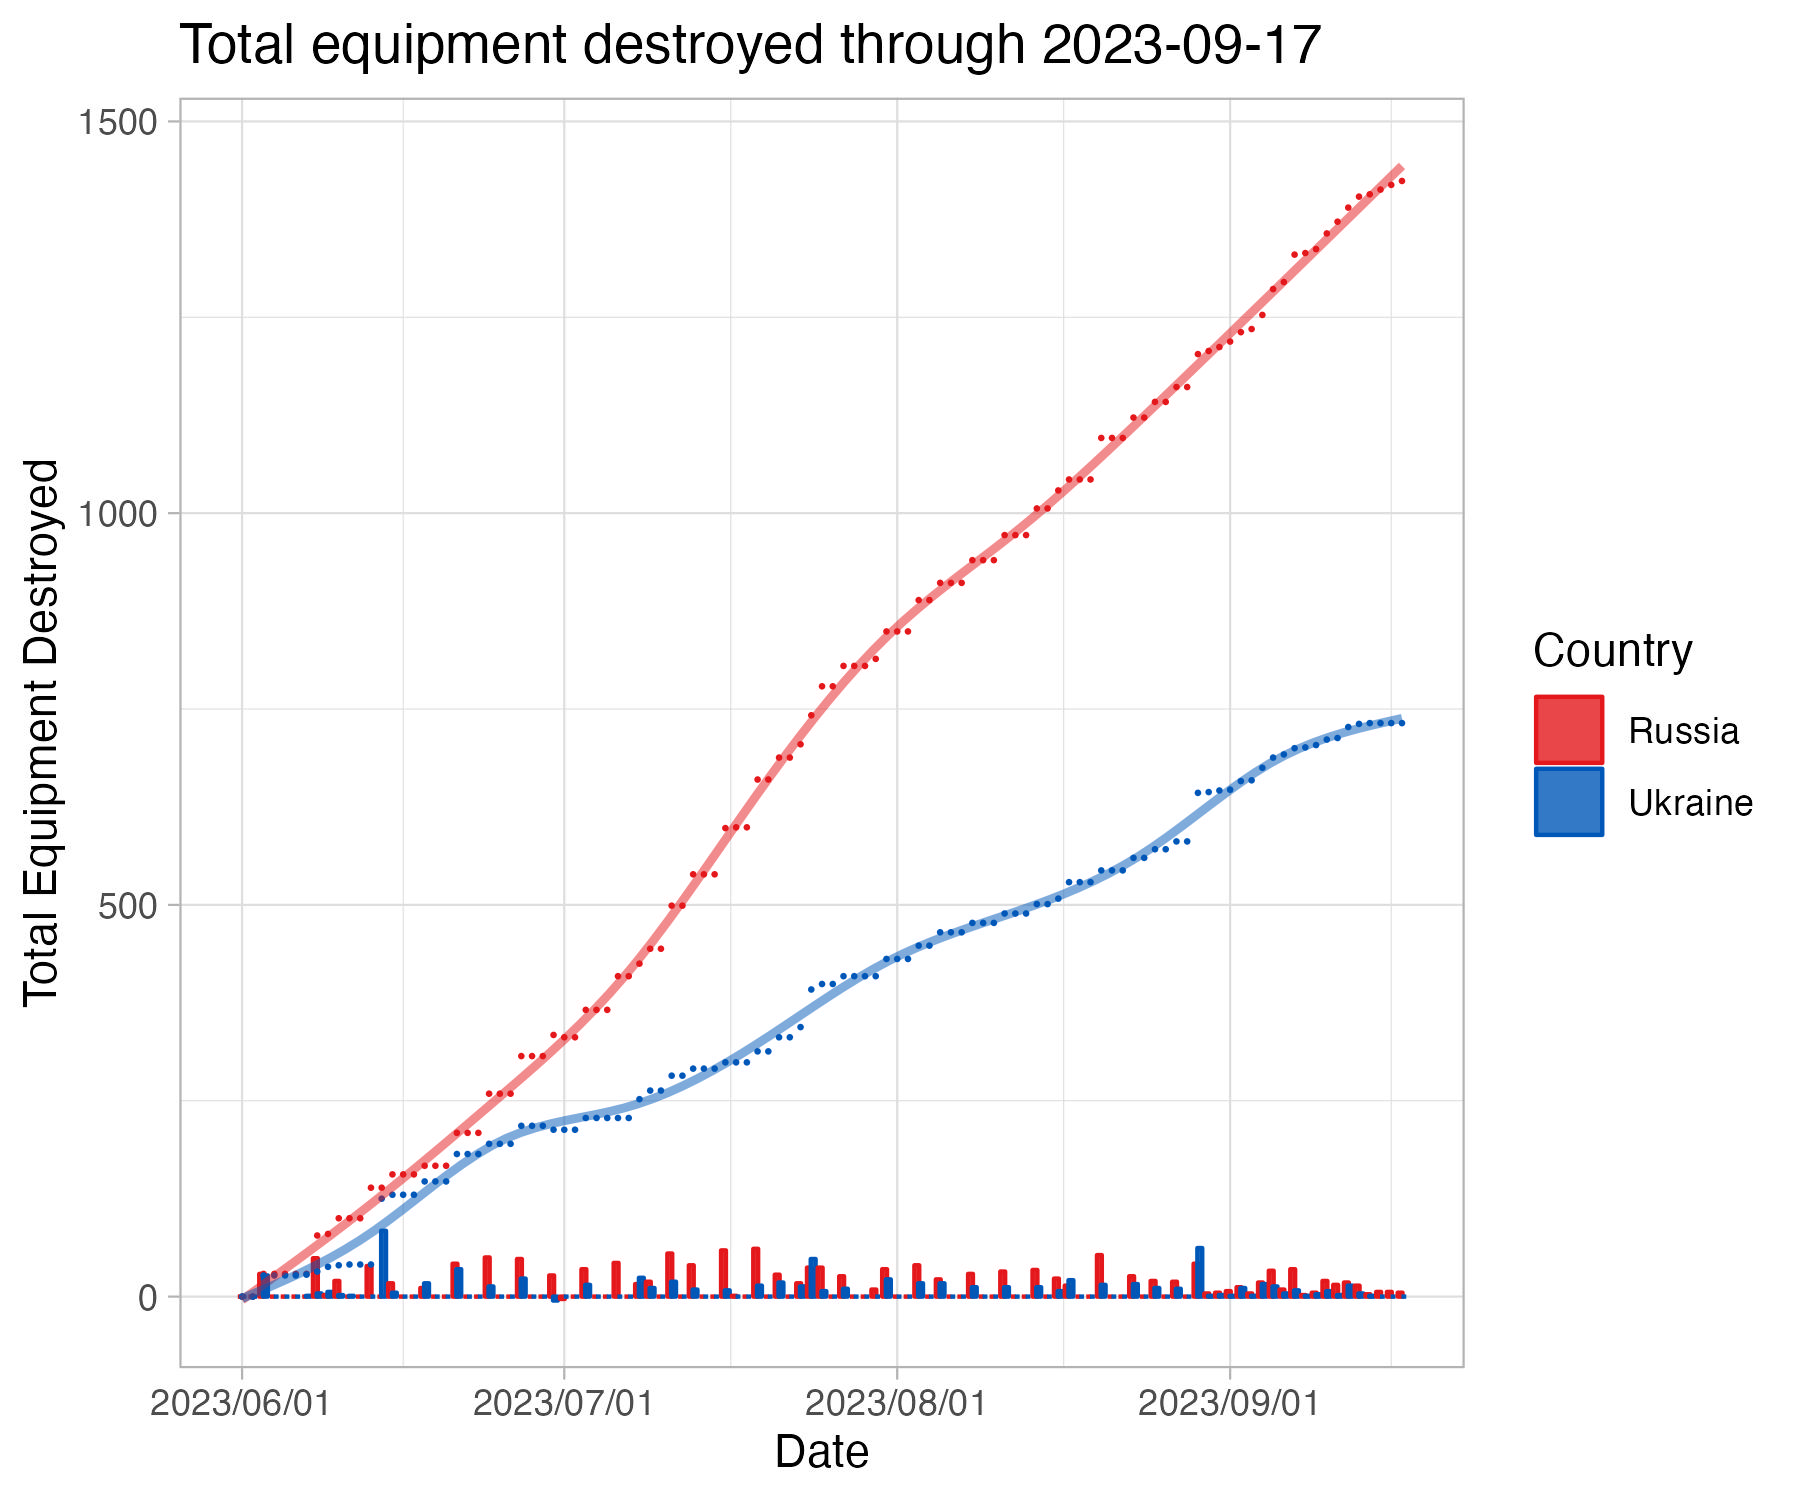 Total equipment destroyed through 2023-09-17
Total Equipment Destroyed
1500
1000
500
0
2023/06/01
2023/07/01
2023/08/01
2023/09/01
Date
Country
Russia
Ukraine